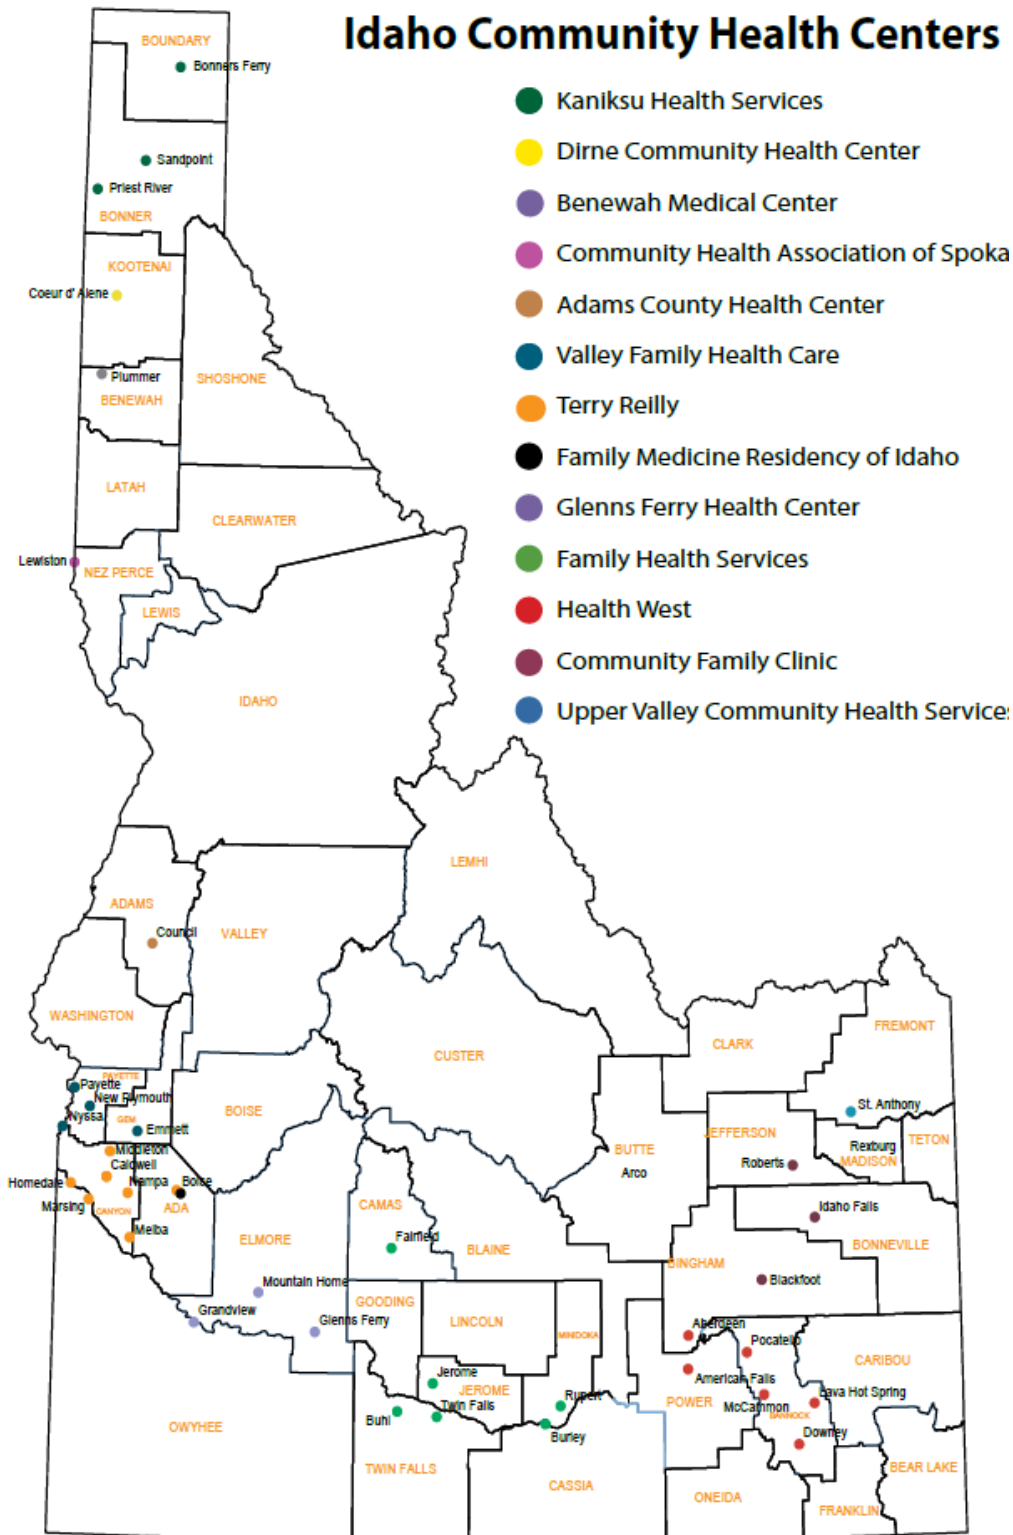 Idaho Community Health Centers
Kaniksu Health Services
Dirne Community Health Center
Benewah Medical Center
Community Health Association of Spoka
Adams County Health Center
Valley Family Health Care
Terry Reilly
Family Medicine Residency of Idaho
Glenns Ferry Health Center
Family Health Services
Health West
Community Family Clinic
Upper Valley Community Health Services
BOUNDARY
Bonners Ferry
Sandpoint
Priest River
BONNER
KOOTENAI
Coeur d' Alene
Plummer
BENEWAH
SHOSHONE
LATAH
CLEARWATER
Lewiston
NEZ PERCE
LEWIS
IDAHO
LEMHI
ADAMS
Council
VALLEY
WASHINGTON
FREMONT
CLARK
CUSTER
PAYETTE
Payette
New Plymouth
Nyssa
GEM
Emmett
BOISE
St. Anthony
JEFFERSON
TETON
Rexburg
MADISON
BUTTE
Arco
Roberts
Middleton
Caldwell
Homedale
Nampa
Boise
Marsing
CANYON
ADA
Melba
CAMAS
Fairfield
BLAINE
ELMORE
Idaho Falls
BONNEVILLE
BINGHAM
Blackfoot
Mountain Home
Grandview
Glenns Ferry
GOODING
LINCOLN
MINIDOKA
Aberdeen
Pocatello
CARIBOU
American Falls
POWER
McCammon
Lava Hot Spring
BANNOCK
Downey
Jerome
JEROME
Twin Falls
Buhl
Rupert
Burley
OWYHEE
TWIN FALLS
CASSIA
ONEIDA
FRANKLIN
BEAR LAKE